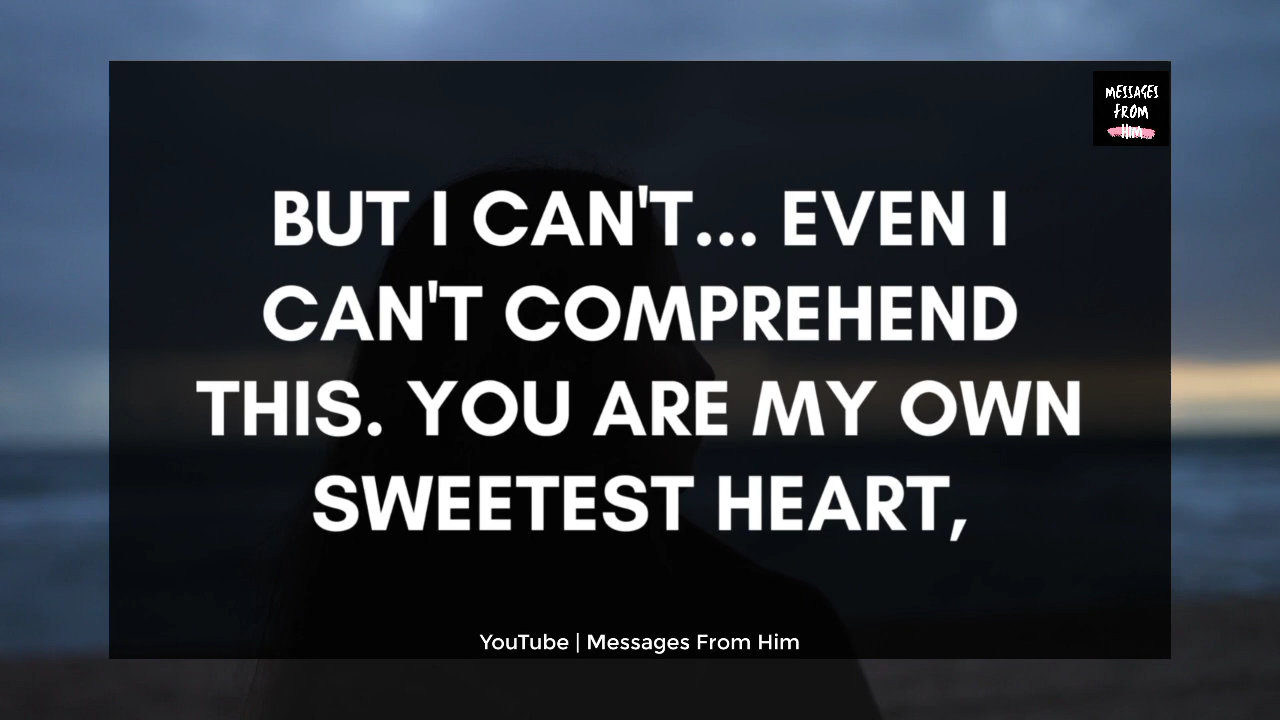 MESSAGES
FROM
HIM
BUT I CAN'T... EVEN I
CAN'T COMPREHEND
THIS. YOU ARE MY OWN
SWEETEST HEART,
YouTube | Messages From Him